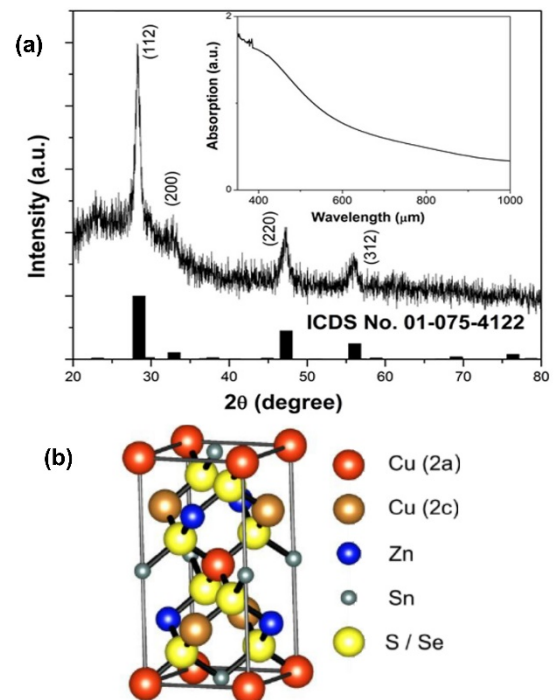 (a)
Intensity (a.u.)
(112)
(200)
(220)
(312)
2
1
0
Absorption (a.u.)
400 600 800 1000
Wavelength (μm)
ICDS No. 01-075-4122
20 30 40 50 60 70 80
2θ (degree)
(b)
Cu (2a)
Cu (2c)
Zn
Sn
S / Se